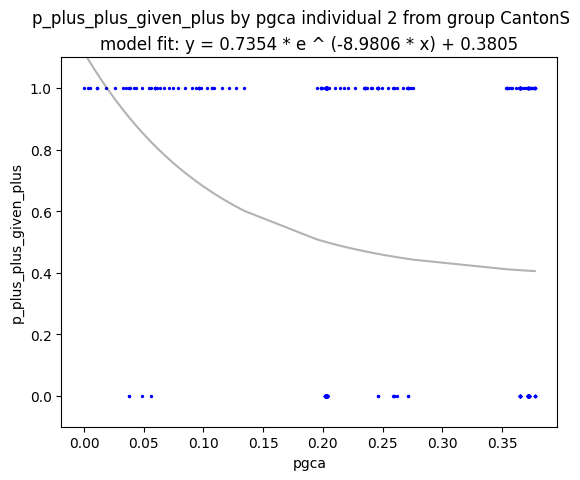 p_plus_plus_given_plus by pgca individual 2 from group CantonS
model fit: y = 0.7354 * e ^ (-8.9806 * x) + 0.3805
1.0
0.8
0.6
0.4
0.2
0.0
p_plus_plus_given_plus
0.00 0.05 0.10 0.15 0.20 0.25 0.30 0.35
pgca